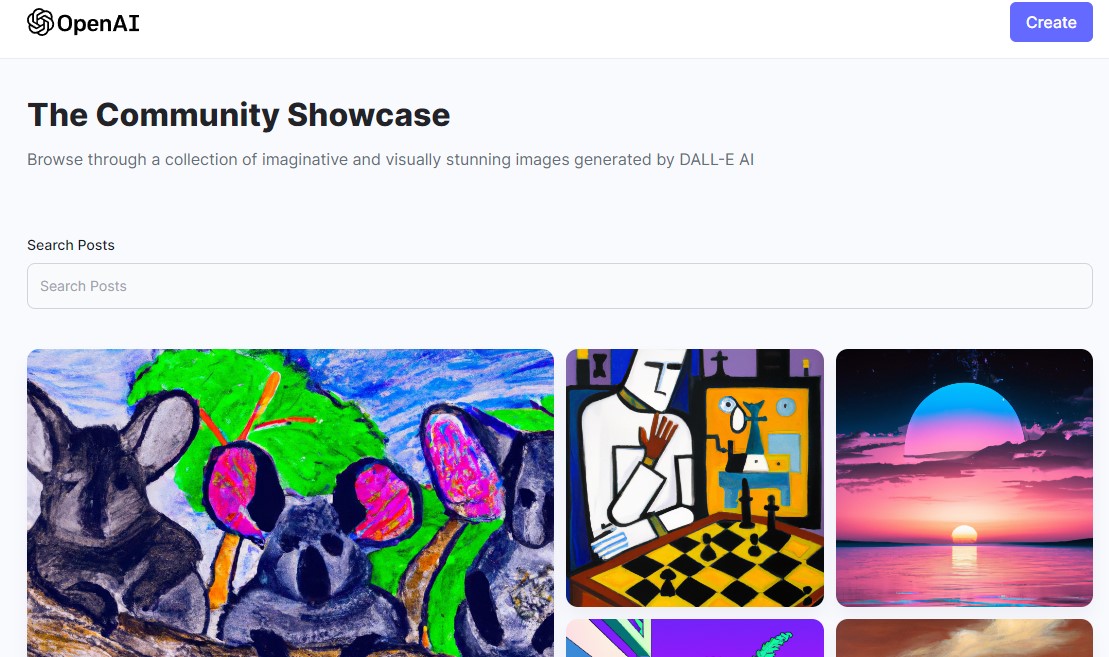 OpenAI
Create
The Community Showcase
Browse through a collection of imaginative and visually stunning images generated by DALL-E AI
Search Posts
Search Posts